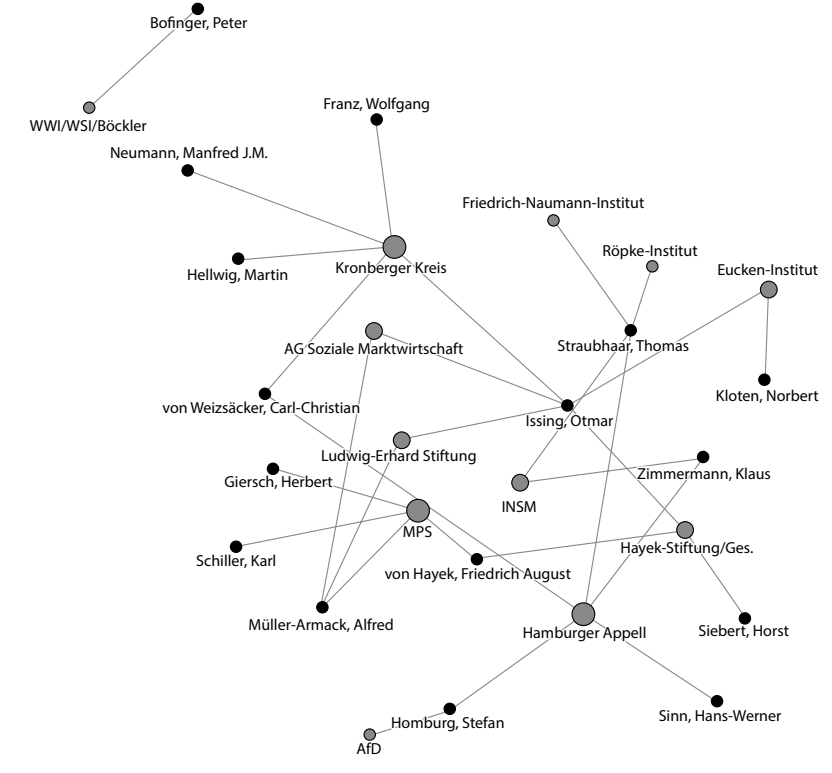 Bofinger, Peter
WWI/WSI/Böckler
Franz, Wolfgang
Neumann, Manfred J.M.
Friedrich-Naumann-Institut
Röpke-Institut
Eucken-Institut
Kronberger Kreis
Hellwig, Martin
AG Soziale Marktwirtschaft
Straubhaar, Thomas
Kloten, Norbert
von Weizsäcker, Carl-Christian
Issing, Otmar
Ludwig-Erhard Stiftung
Zimmermann, Klaus
Giersch, Herbert
INSM
MPS
Hayek-Stiftung/Ges.
Schiller, Karl
von Hayek, Friedrich August
Müller-Armack, Alfred
Hamburger Appell
Siebert, Horst
Sinn, Hans-Werner
Homburg, Stefan
AfD